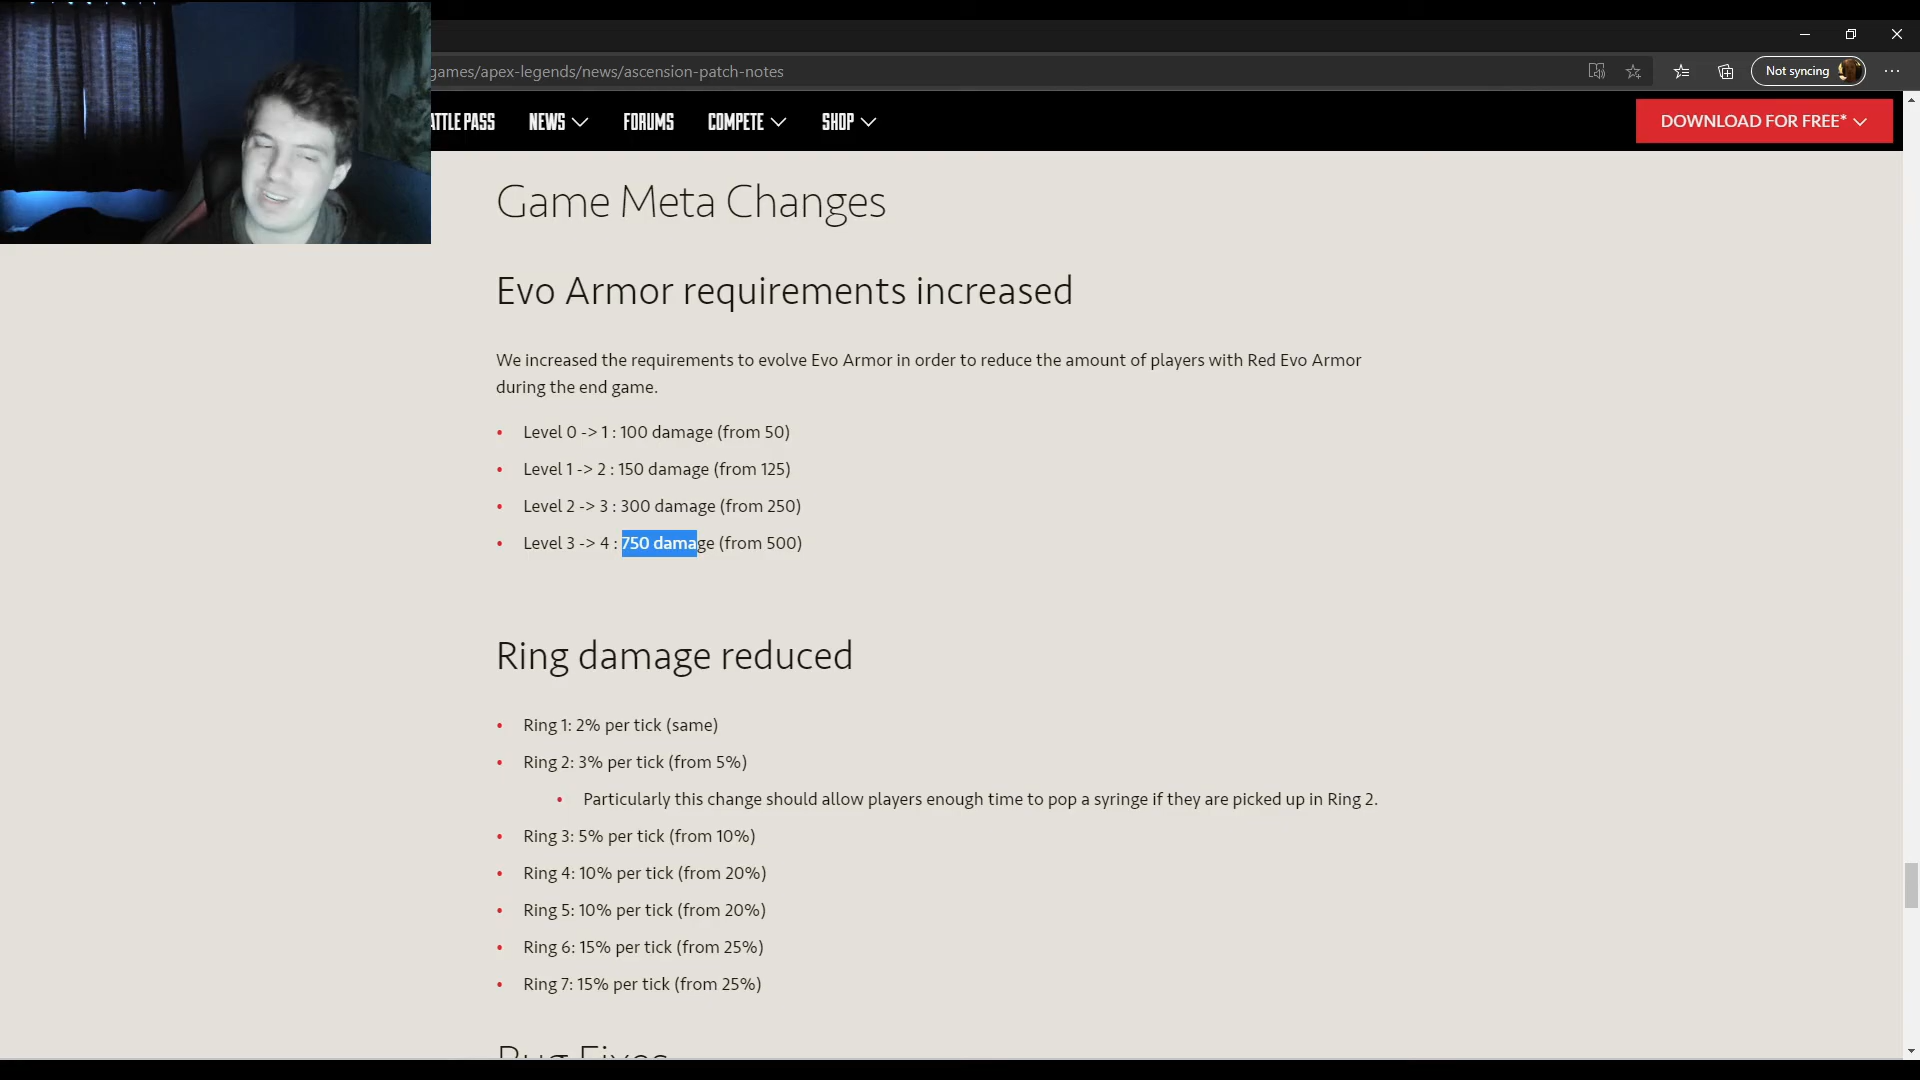 games/apex-legends/news/ascension-patch-notes
Not syncing
ATTLE PASS NEWS FORUMS COMPETE SHOP
DOWNLOAD FOR FREE*
Game Meta Changes
Evo Armor requirements increased
We increased the requirements to evolve Evo Armor in order to reduce the amount of players with Red Evo Armor
during the end game.
• Level 0 -> 1 : 100 damage (from 50)
• Level 1 -> 2 : 150 damage (from 125)
• Level 2 -> 3 : 300 damage (from 250)
• Level 3 -> 4 : 750 damage (from 500)
Ring damage reduced
• Ring 1: 2% per tick (same)
• Ring 2: 3% per tick (from 5%)
• Particularly this change should allow players enough time to pop a syringe if they are picked up in Ring 2.
• Ring 3: 5% per tick (from 10%)
• Ring 4: 10% per tick (from 20%)
• Ring 5: 10% per tick (from 20%)
• Ring 6: 15% per tick (from 25%)
• Ring 7: 15% per tick (from 25%)
Bug Fixes